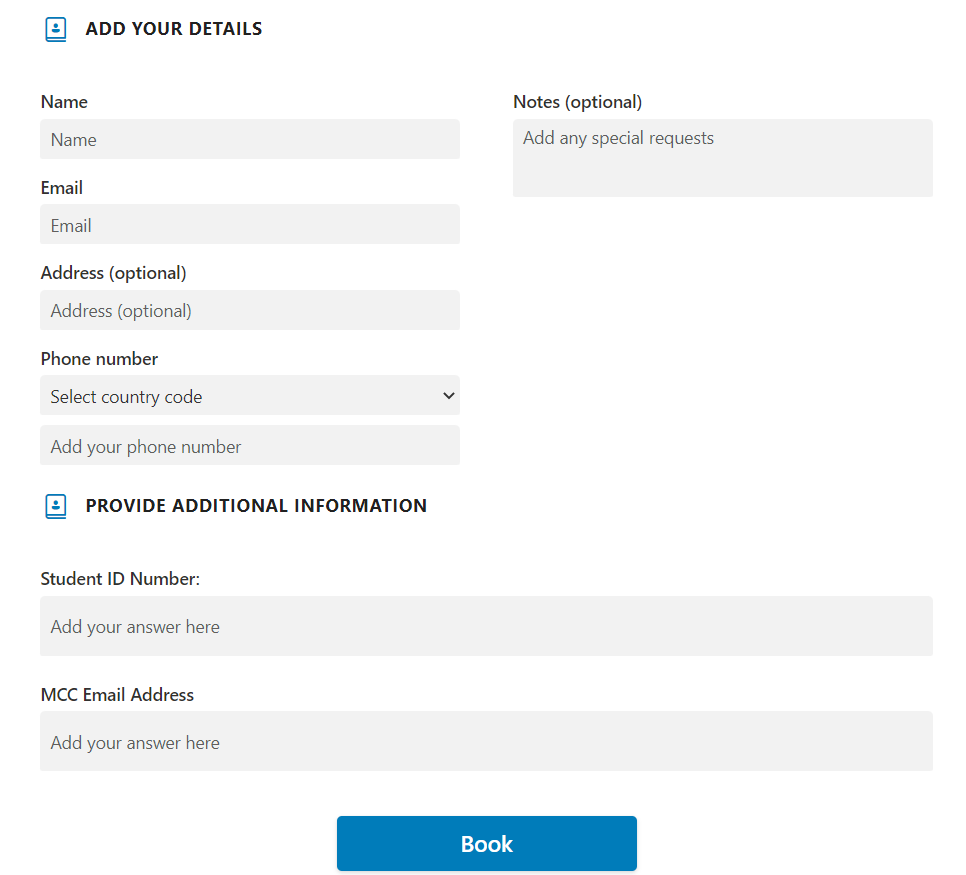 ADD YOUR DETAILS
Name
Name
Email
Email
Address (optional)
Address (optional)
Phone number
Select country code
Add your phone number
Notes (optional)
Add any special requests
PROVIDE ADDITIONAL INFORMATION
Student ID Number:
Add your answer here
MCC Email Address
Add your answer here
Book